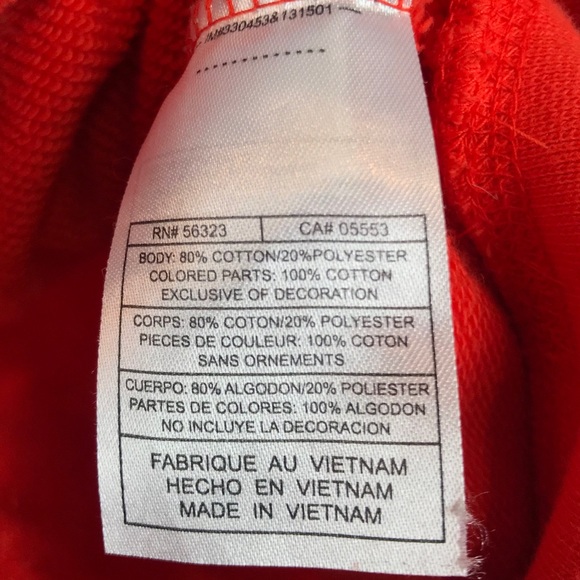 #330453&131501
RN# 56323 CA# 05553
BODY: 80% COTTON/20%POLYESTER
COLORED PARTS: 100% COTTON
EXCLUSIVE OF DECORATION
CORPS: 80% COTON/20% POLYESTER
PIECES DE COULEUR: 100% COTON
SANS ORNEMENTS
CUERPO: 80% ALGODON/20% POLIESTER
PARTES DE COLORES: 100% ALGODON
NO INCLUYE LA DECORACION
FABRIQUE AU VIETNAM
HECHO EN VIETNAM
MADE IN VIETNAM